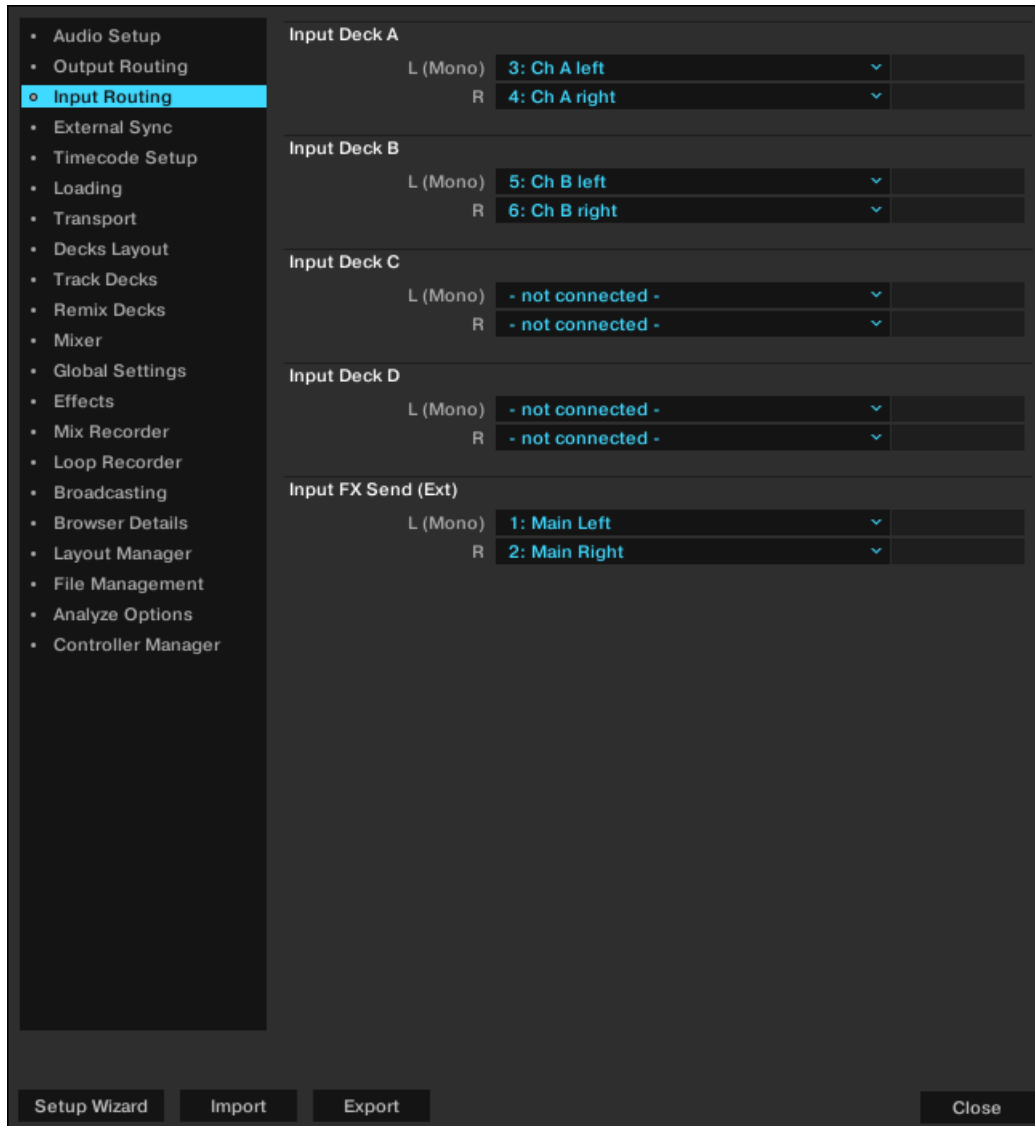 Audio Setup
Output Routing
Input Routing
External Sync
Timecode Setup
Loading
Transport
Decks Layout
Track Decks
Remix Decks
Mixer
Global Settings
Effects
Mix Recorder
Loop Recorder
Broadcasting
Browser Details
Layout Manager
File Management
Analyze Options
Controller Manager
Input Deck A
L (Mono) 3: Ch A left
R 4: Ch A right
Input Deck B
L (Mono) 5: Ch B left
R 6: Ch B right
Input Deck C
L (Mono) - not connected -
R - not connected -
Input Deck D
L (Mono) - not connected -
R - not connected -
Input FX Send (Ext)
L (Mono) 1: Main Left
R 2: Main Right
Setup Wizard Import Export Close